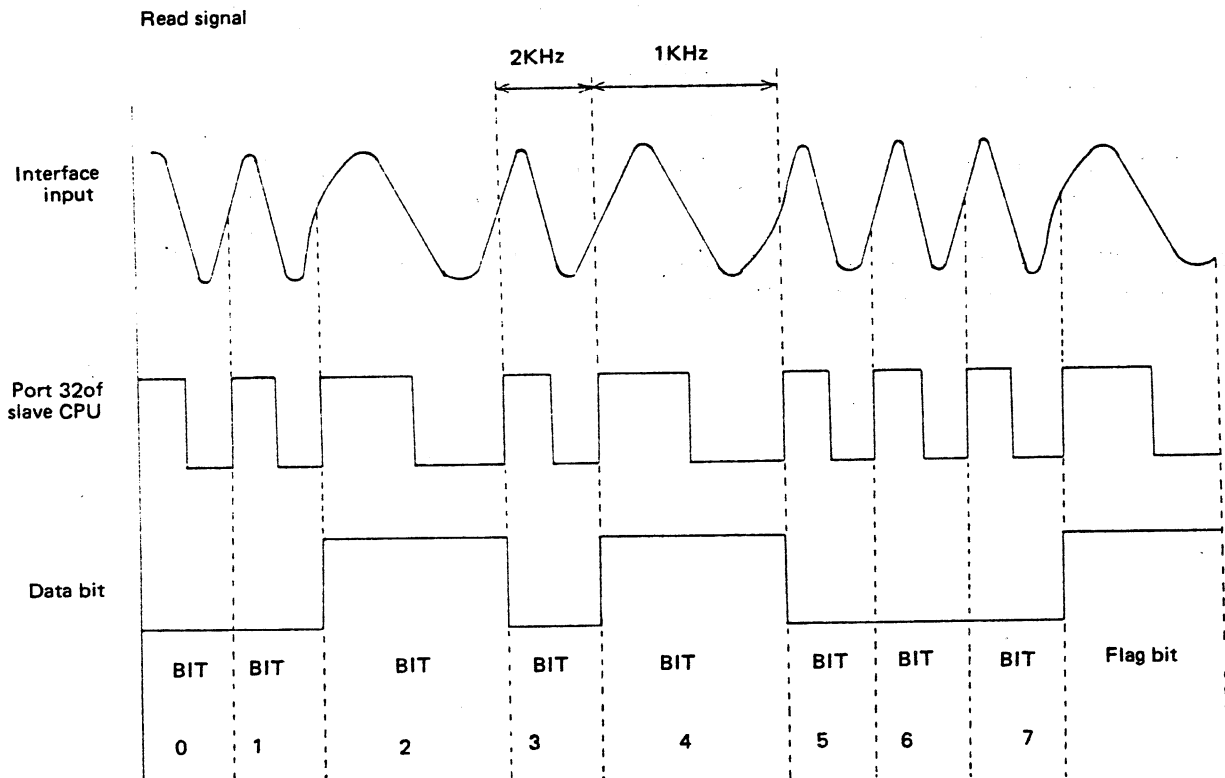 Read signal
2KHz 1KHz
Interface
input
Port 32of
slave CPU
Data bit
BIT BIT BIT BIT BIT BIT BIT BIT Flag bit
0 1 2 3 4 5 6 7